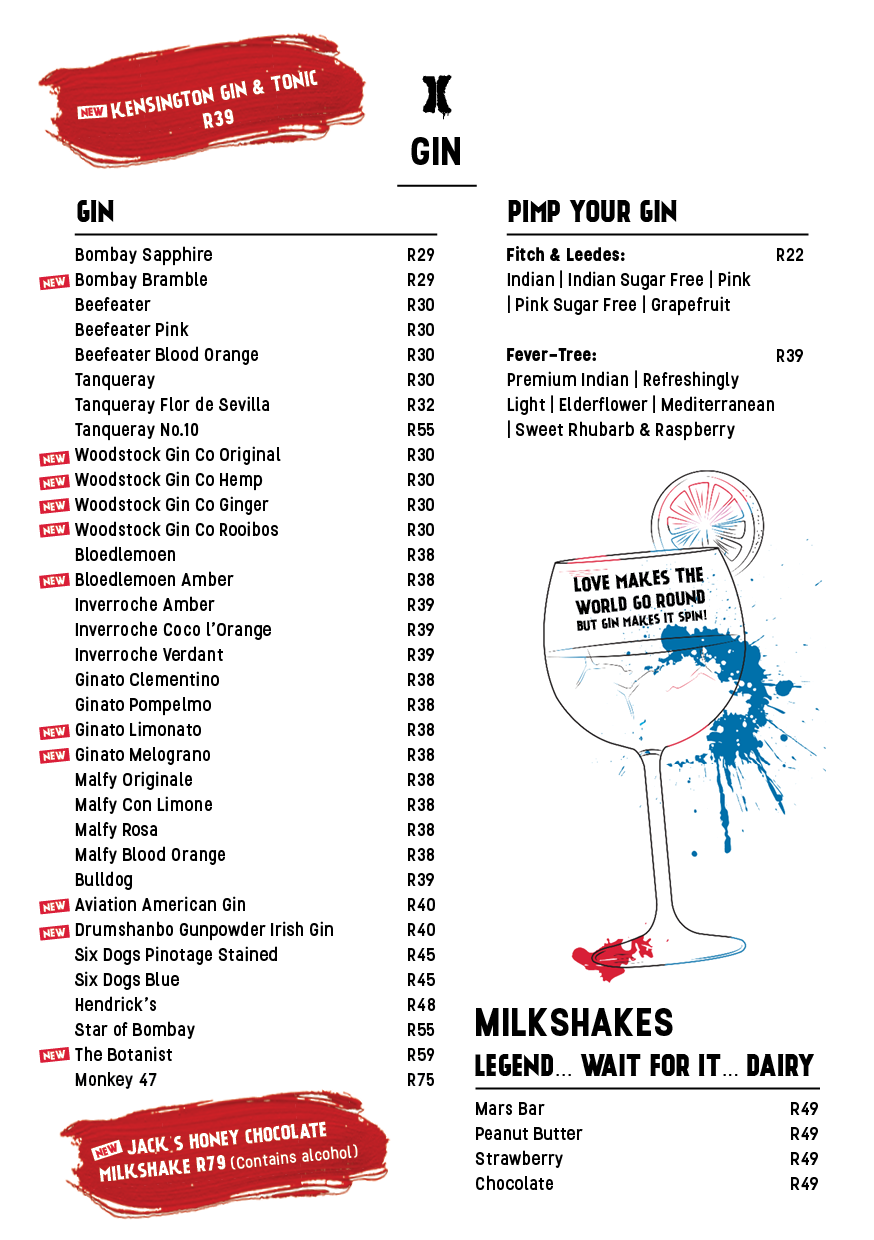 NEW KENSINGTON GIN & TONIC
R39
GIN
GIN
Bombay Sapphire R29
NEW Bombay Bramble R29
Beefeater R30
Beefeater Pink R30
Beefeater Blood Orange R30
Tanqueray R30
Tanqueray Flor de Sevilla R32
Tanqueray No.10 R55
NEW Woodstock Gin Co Original R30
NEW Woodstock Gin Co Hemp R30
NEW Woodstock Gin Co Ginger R30
NEW Woodstock Gin Co Rooibos R30
Bloedlemoen R38
NEW Bloedlemoen Amber R38
Inverroche Amber R39
Inverroche Coco l'Orange R39
Inverroche Verdant R39
Ginato Clementino R38
Ginato Pompelmo R38
NEW Ginato Limonato R38
NEW Ginato Melograno R38
Malfy Originale R38
Malfy Con Limone R38
Malfy Rosa R38
Malfy Blood Orange R38
Bulldog R39
NEW Aviation American Gin R40
NEW Drumshanbo Gunpowder Irish Gin R40
Six Dogs Pinotage Stained R45
Six Dogs Blue R45
Hendrick's R48
Star of Bombay R55
NEW The Botanist R59
Monkey 47 R75
NEW JACK'S HONEY CHOCOLATE
MILKSHAKE R79 (Contains alcohol)
PIMP YOUR GIN
Fitch & Leedes: R22
Indian | Indian Sugar Free | Pink
| Pink Sugar Free | Grapefruit
Fever-Tree: R39
Premium Indian | Refreshingly
Light | Elderflower | Mediterranean
| Sweet Rhubarb & Raspberry
LOVE MAKES THE
WORLD GO ROUND
BUT GIN MAKES IT SPIN!
MILKSHAKES
LEGEND... WAIT FOR IT... DAIRY
Mars Bar R49
Peanut Butter R49
Strawberry R49
Chocolate R49